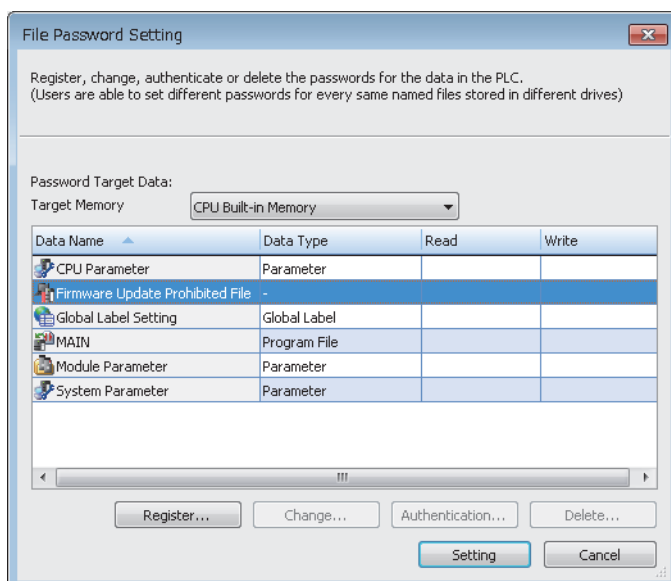 File Password Setting
Register, change, authenticate or delete the passwords for the data in the PLC.
(Users are able to set different passwords for every same named files stored in different drives)
Password Target Data:
Target Memory CPU Built-in Memory
Data Name Data Type Read Write
CPU Parameter Parameter
Firmware Update Prohibited File -
Global Label Setting Global Label
MAIN Program File
Module Parameter Parameter
System Parameter Parameter
Register... Change... Authentication... Delete...
Setting Cancel